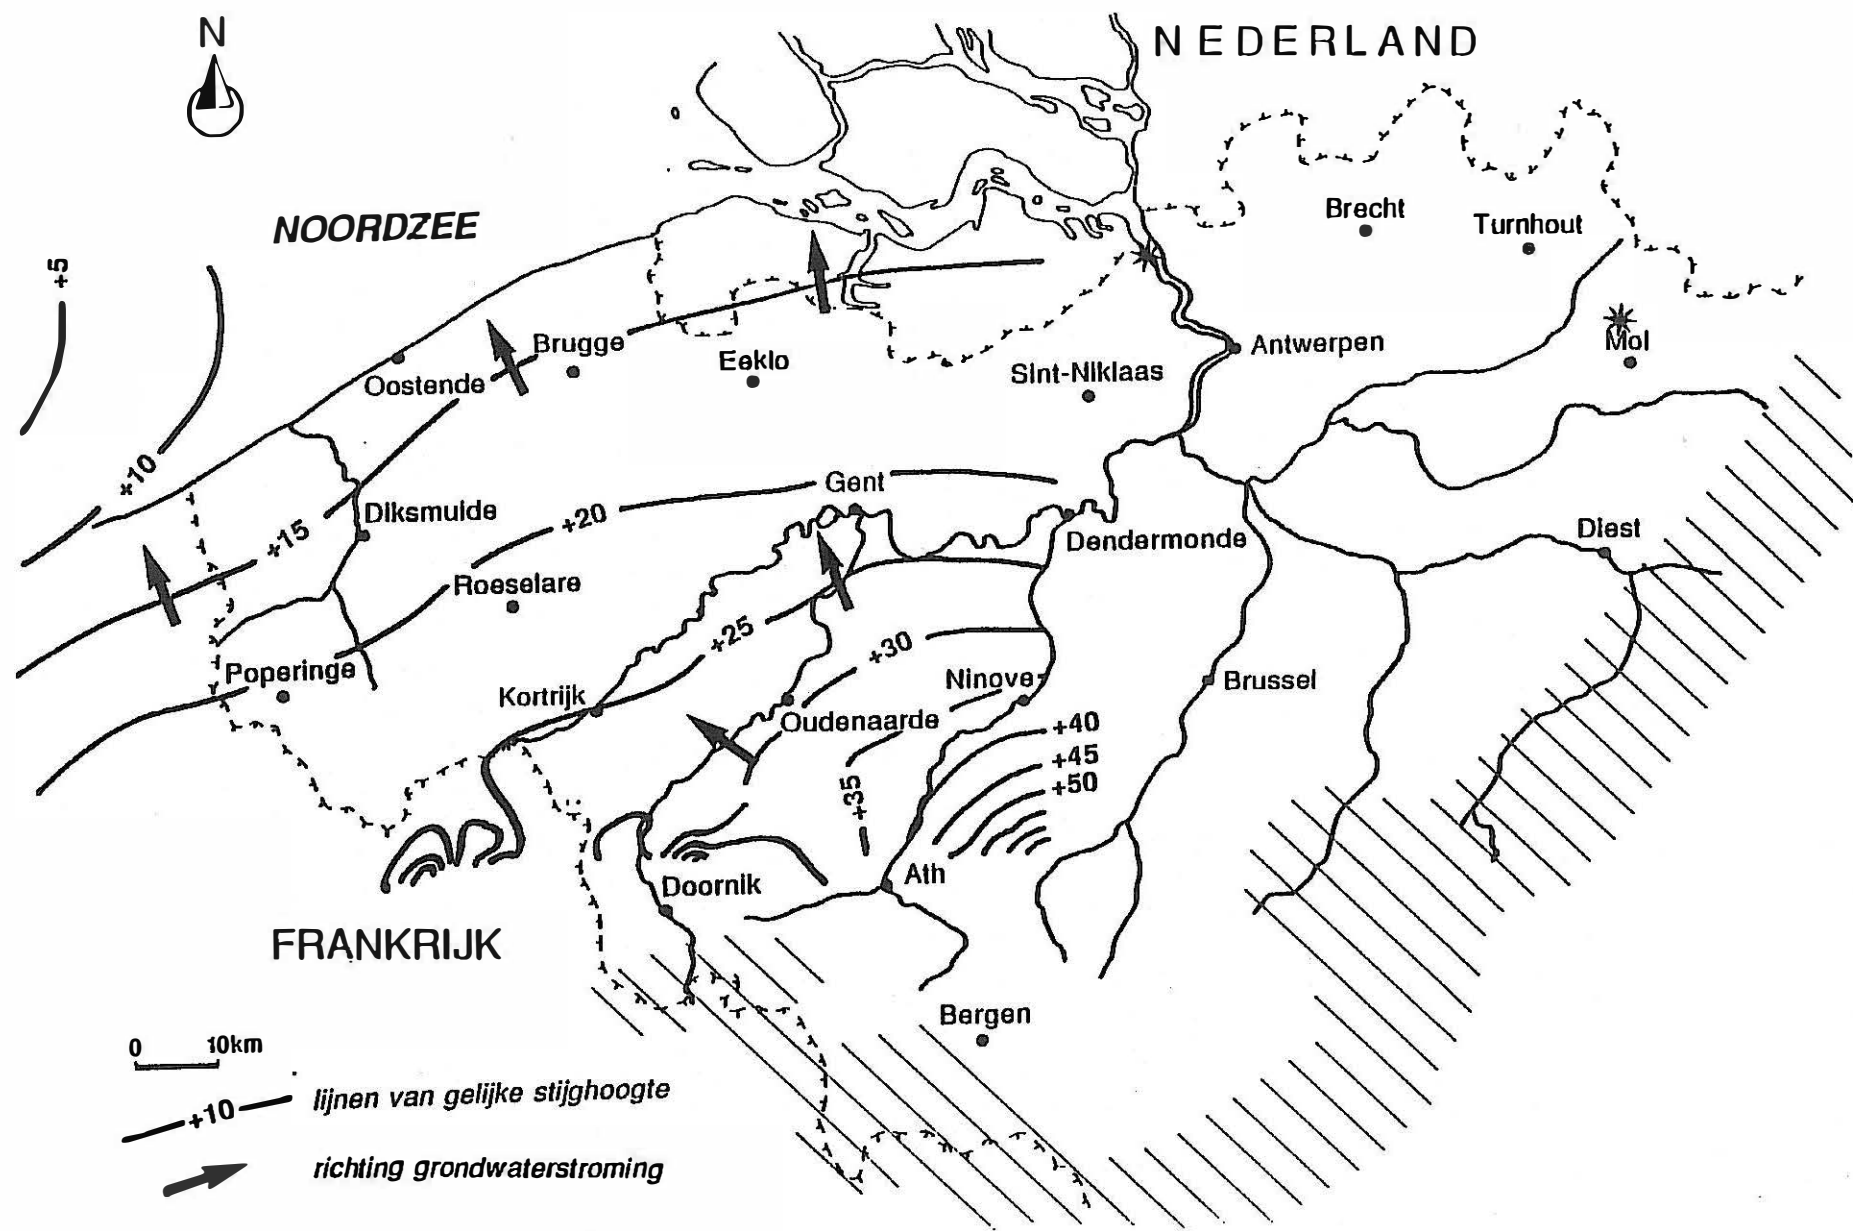 N
NEDERLAND
NOORDZEE
Brecht
Turnhout
+5
Mol
Brugge
Eeklo
Antwerpen
Oostende
Sint-Niklaas
+10
Gent
Diksmuide
+20
+15
Dendermonde
Diest
Roeselare
+25
+30
Poperinge
Kortrijk
Ninove
Brussel
Oudenaarde
+40
+45
+50
+35
Ath
Doornik
FRANKRIJK
Bergen
0 10km
+10 lijnen van gelijke stijghoogte
richting grondwaterstroming